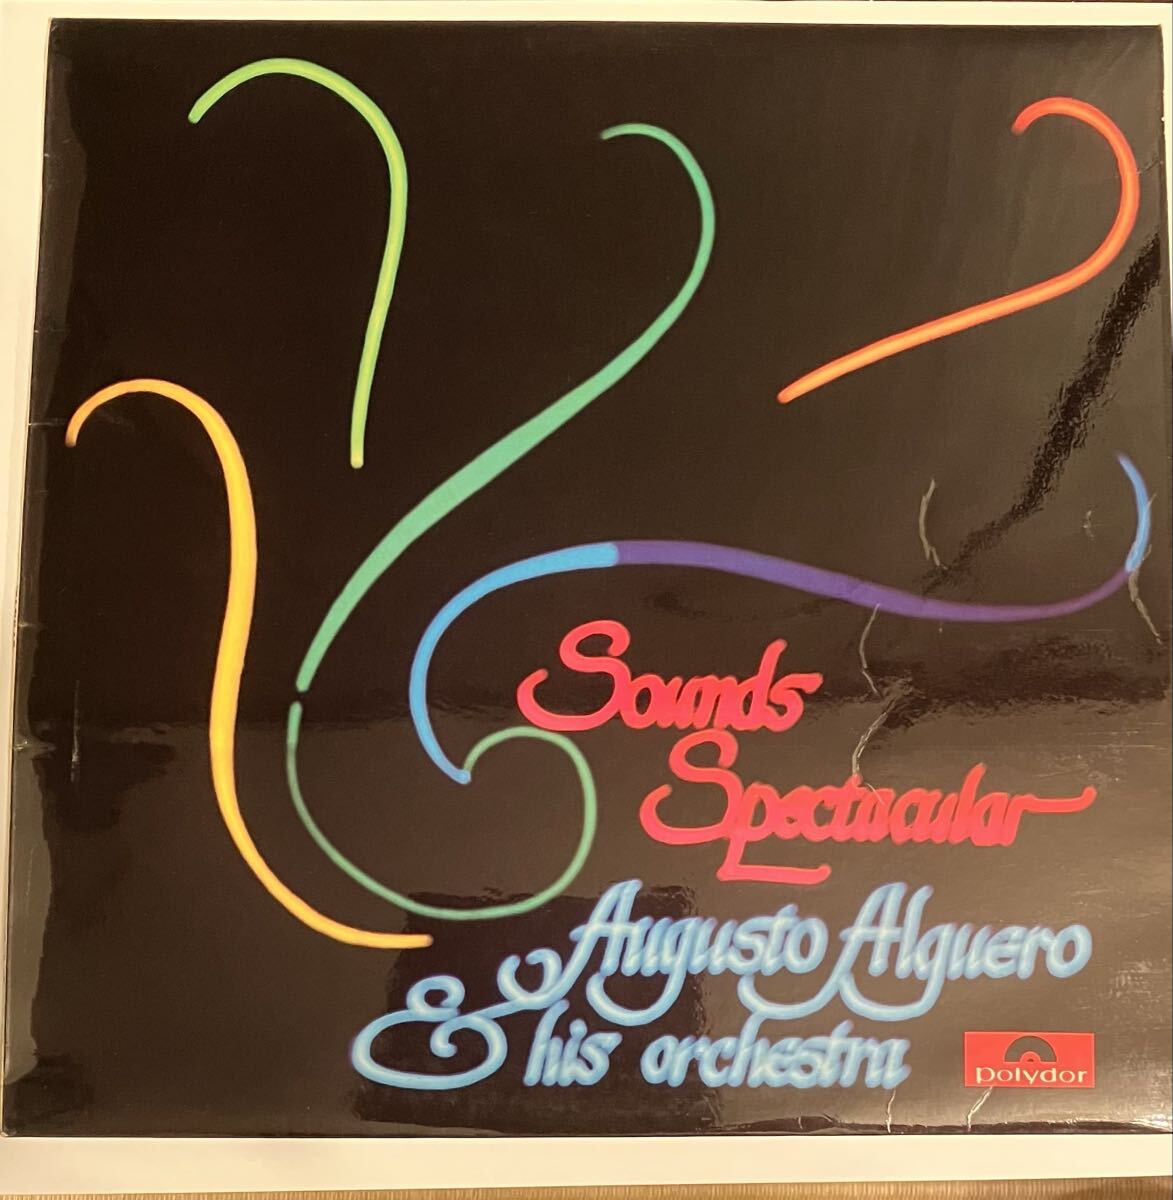 Sounds
Spectacular
Augusto Alguero
& his orchestra
polydor